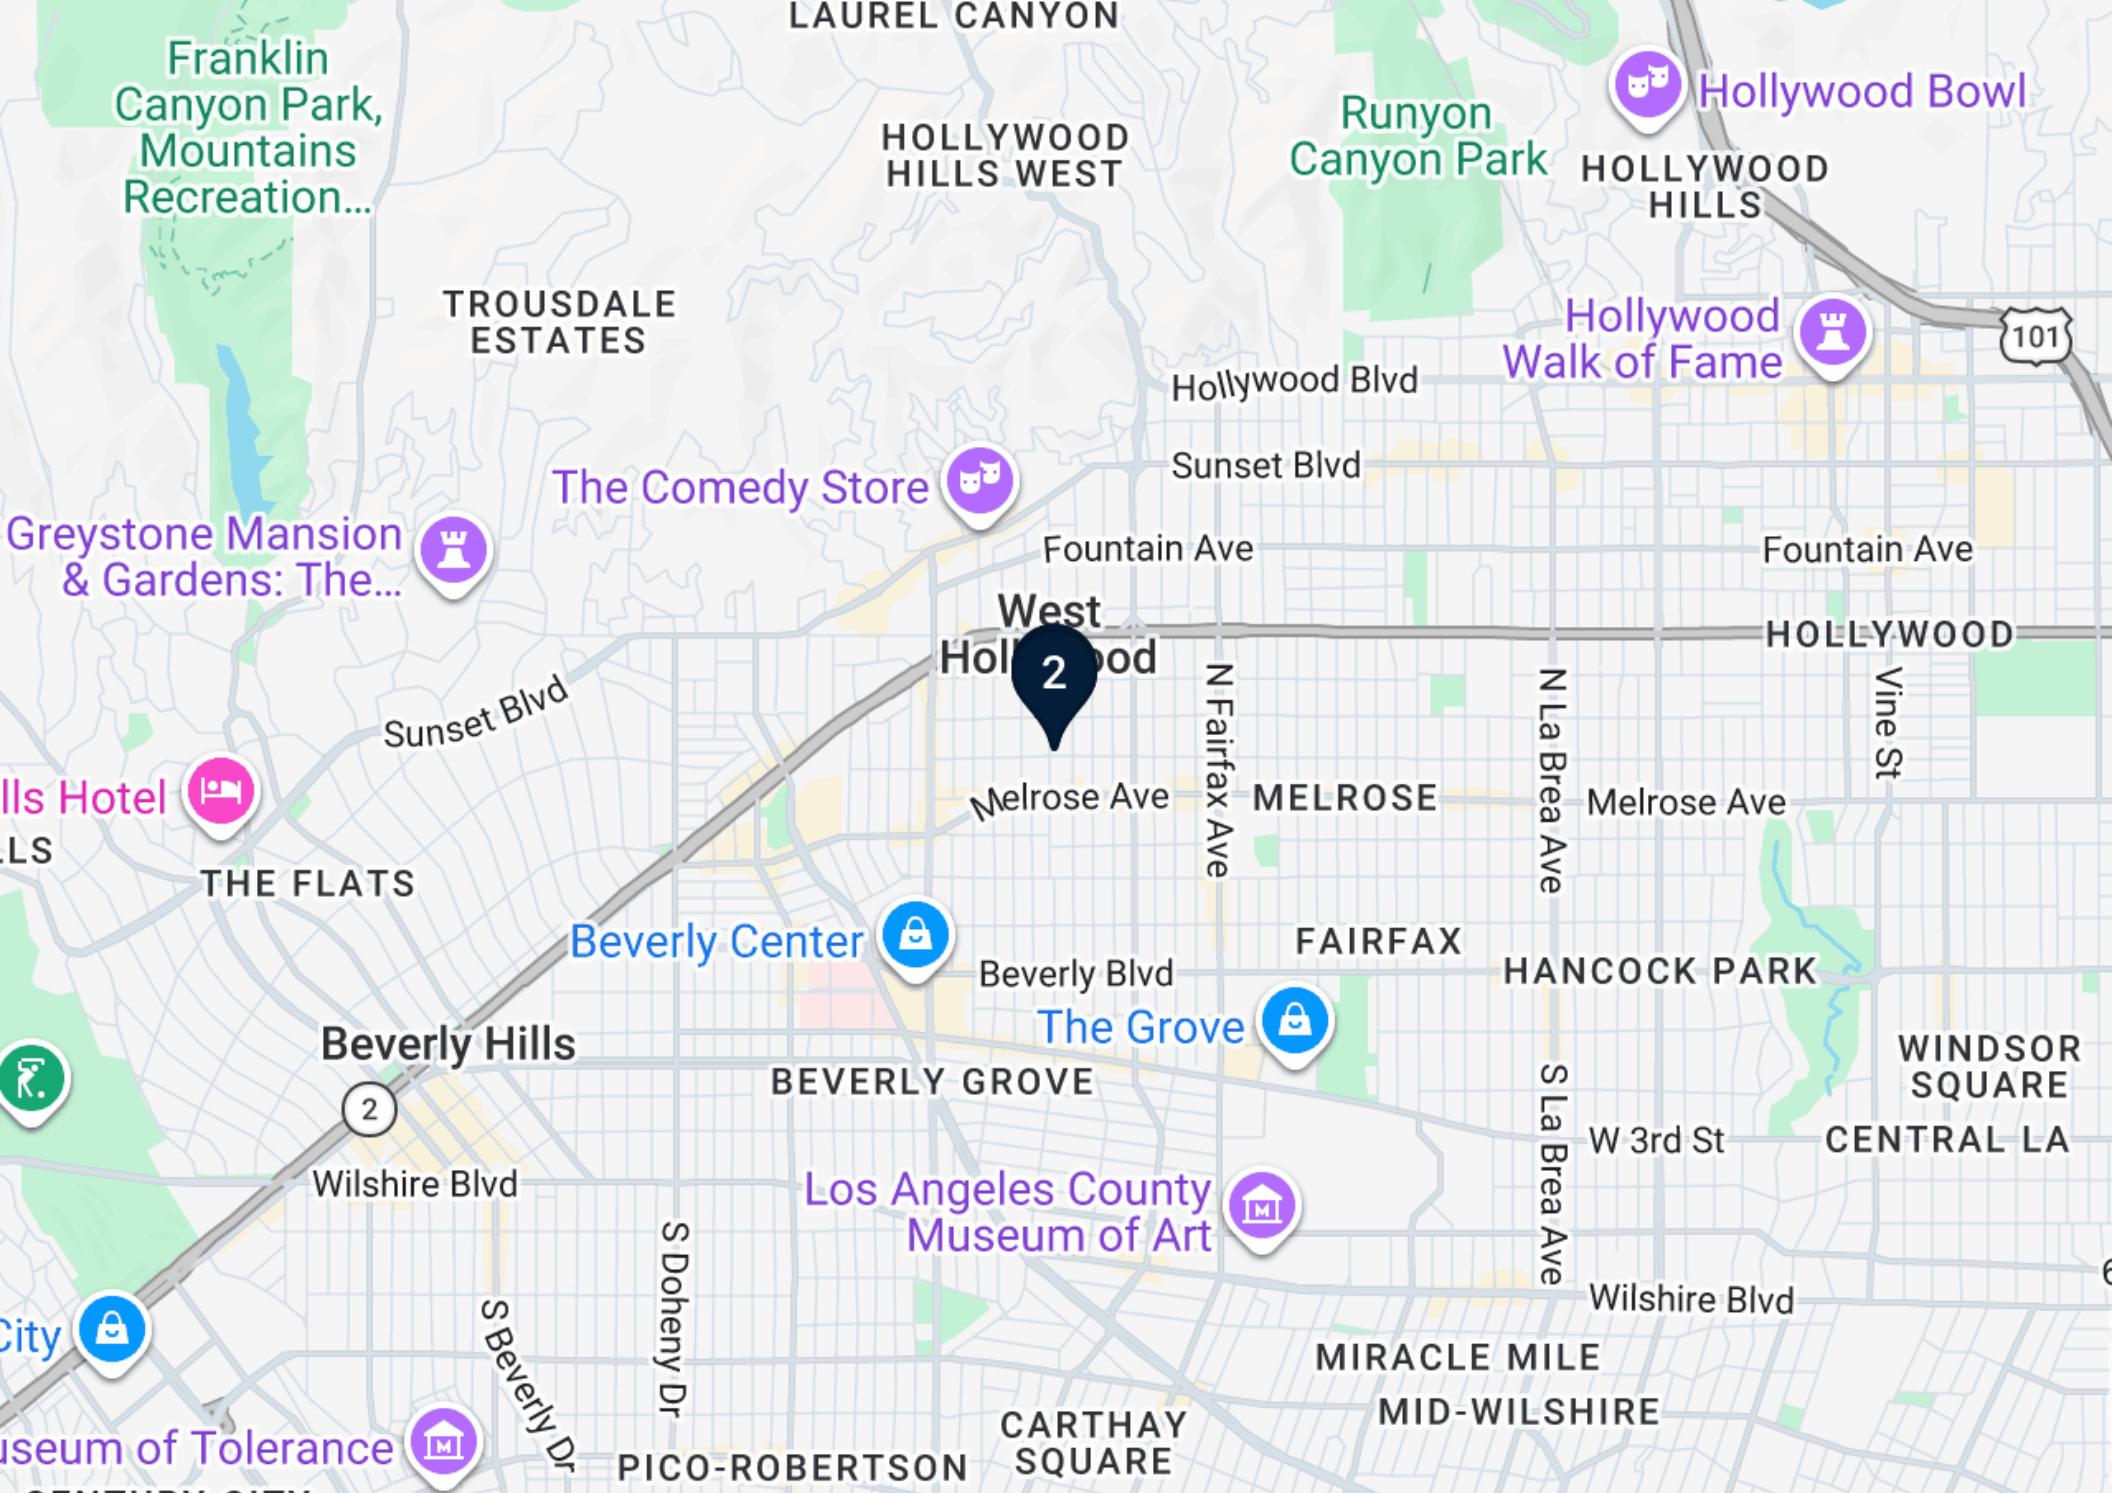 LAUREL CANYON
Franklin
Canyon Park,
Mountains
Recreation...
HOLLYWOOD
HILLS WEST
Runyon
Canyon Park
Hollywood Bowl
HOLLYWOOD
HILLS
TROUSDALE
ESTATES
Hollywood
Walk of Fame
101
Hollywood Blvd
Sunset Blvd
The Comedy Store
Greystone Mansion
& Gardens: The...
Fountain Ave
Fountain Ave
West
Hol
ood
2
HOLLYWOOD
Sunset Blvd
N Fairfax Ave
N La Brea Ave
Vine St
lls Hotel
LLS
Melrose Ave
MELROSE
Melrose Ave
THE FLATS
Beverly Center
FAIRFAX
Beverly Blvd
HANCOCK PARK
The Grove
Beverly Hills
WINDSOR
SQUARE
BEVERLY GROVE
2
S La Brea Ave
W 3rd St
CENTRAL LA
Wilshire Blvd
Los Angeles County
Museum of Art
S Doheny Dr
Wilshire Blvd
6
City
S Beverly Dr
MIRACLE MILE
MID-WILSHIRE
CARTHAY
SQUARE
useum of Tolerance
PICO-ROBERTSON
CENTURY CITY